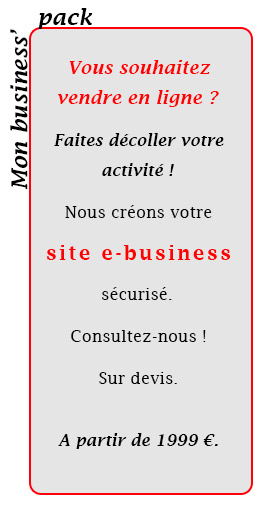 Mon business'
pack
Vous souhaitez
vendre en ligne ?
Faites décoller votre
activité !
Nous créons votre
site e-business
sécurisé.
Consultez-nous !
Sur devis.
A partir de 1999 €.